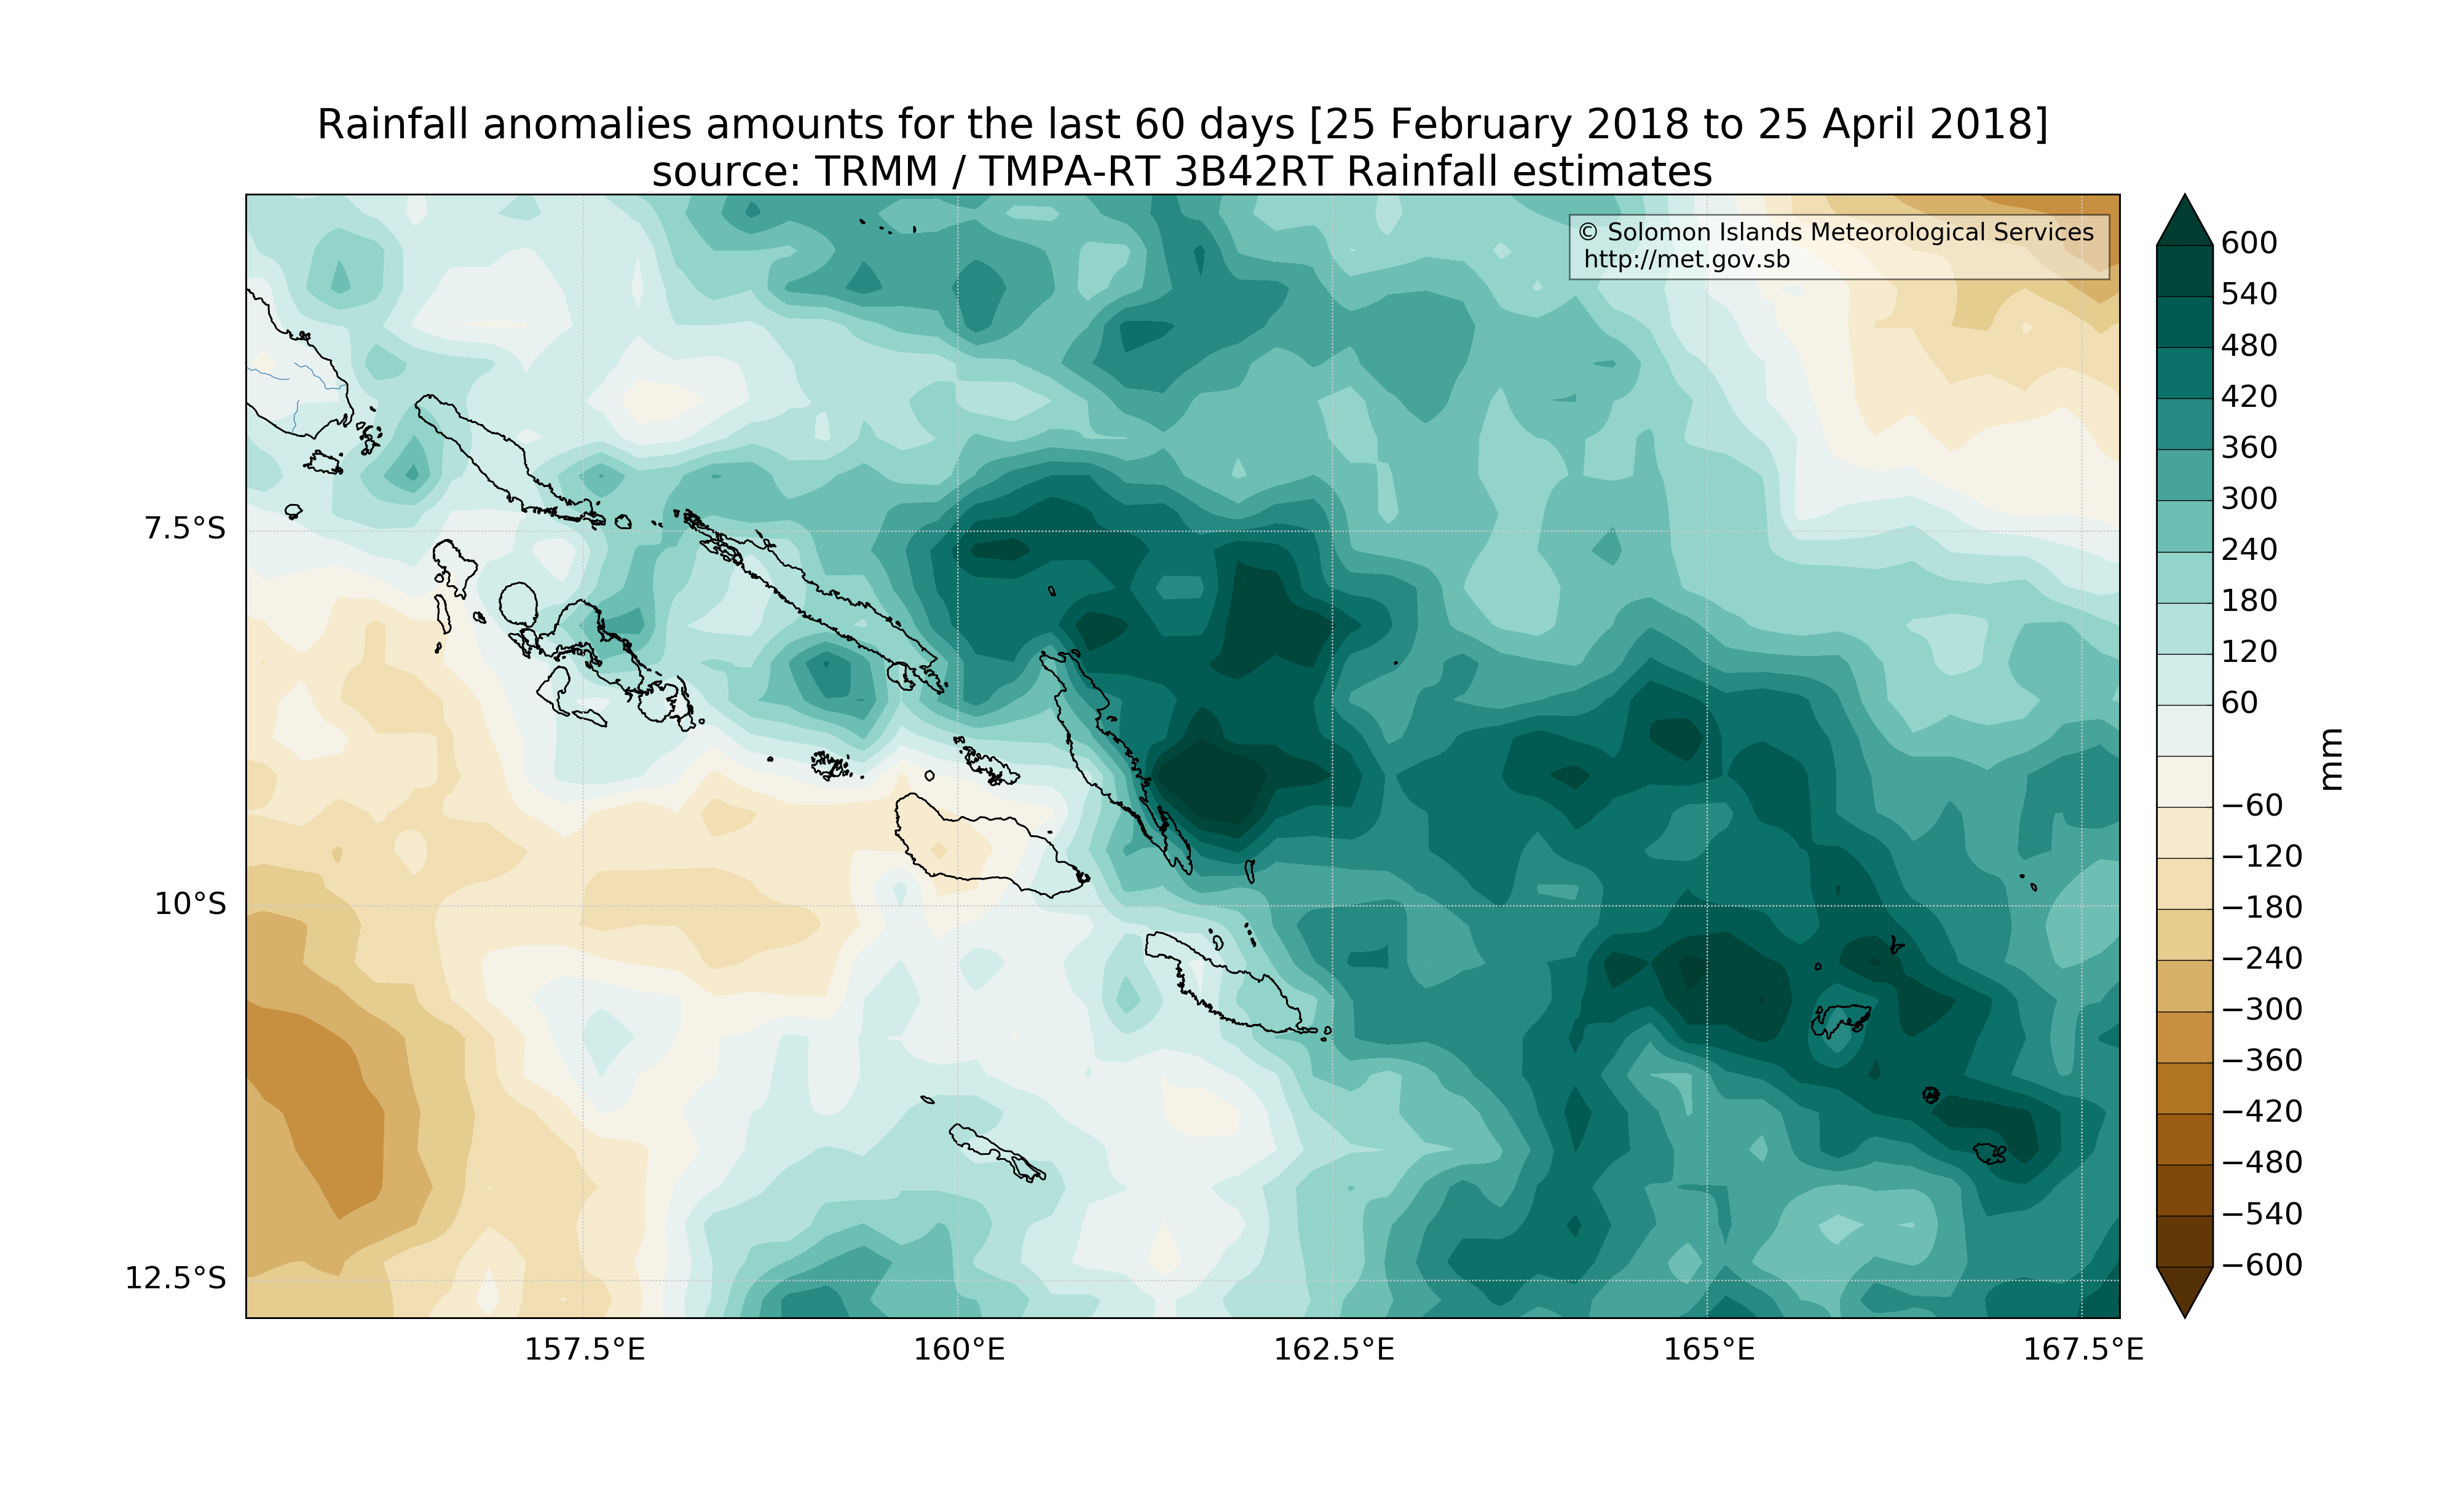 Rainfall anomalies amounts for the last 60 days [25 February 2018 to 25 April 2018]
source: TRMM / TMPA-RT 3B42RT Rainfall estimates
© Solomon Islands Meteorological Services
http://met.gov.sb
7.5°S
10°S
12.5°S
157.5°E
160°E
162.5°E
165°E
167.5°E
600
540
480
420
360
300
240
180
120
60
−60
−120
−180
−240
−300
−360
−420
−480
−540
−600
mm